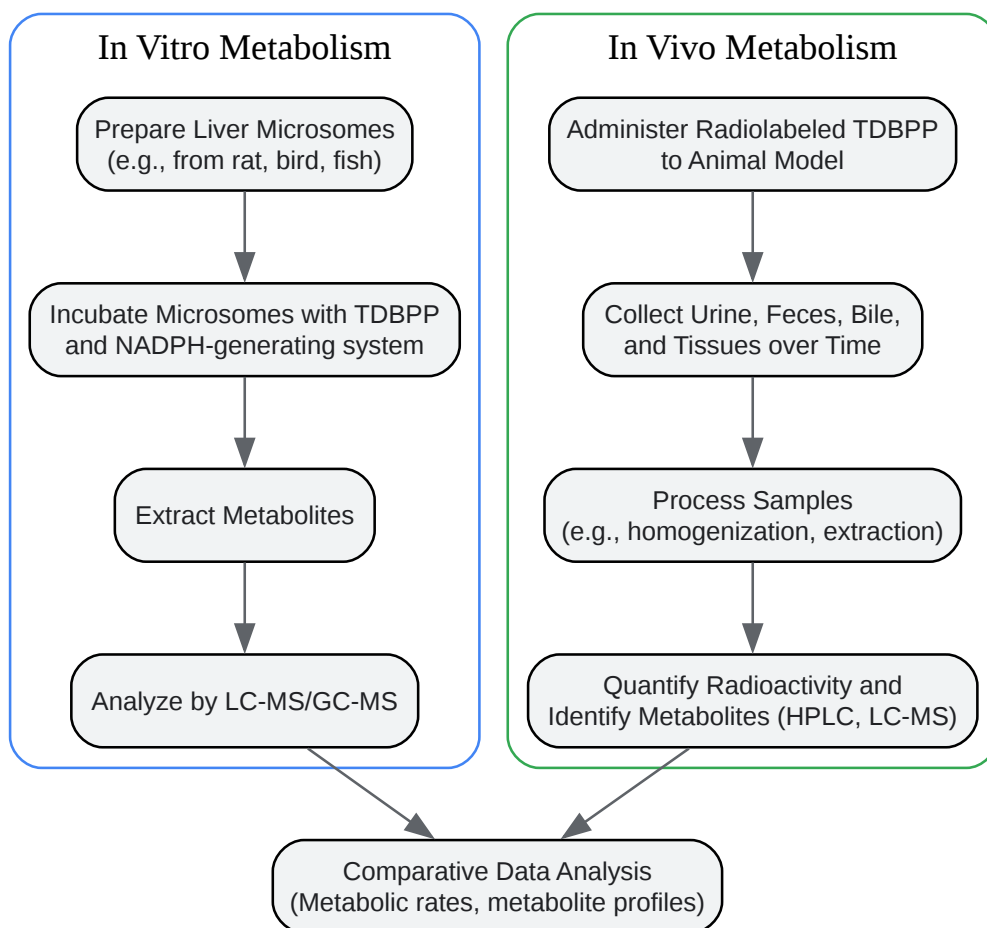 In Vitro Metabolism
Prepare Liver Microsomes
(e.g., from rat, bird, fish)
Incubate Microsomes with TDBPP
and NADPH-generating system
Extract Metabolites
Analyze by LC-MS/GC-MS
In Vivo Metabolism
Administer Radiolabeled TDBPP
to Animal Model
Collect Urine, Feces, Bile,
and Tissues over Time
Process Samples
(e.g., homogenization, extraction)
Quantify Radioactivity and
Identify Metabolites (HPLC, LC-MS)
Comparative Data Analysis
(Metabolic rates, metabolite profiles)